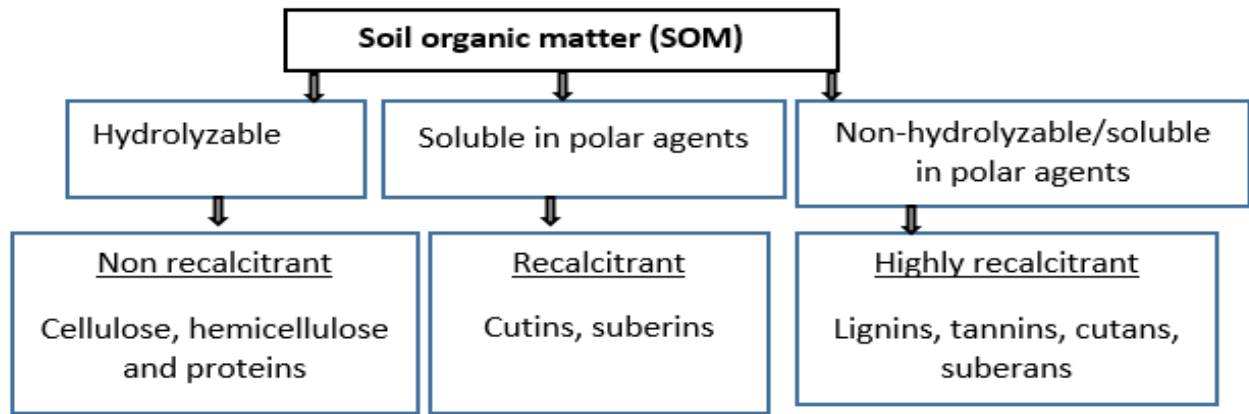 Soil organic matter (SOM)
Hydrolyzable
Soluble in polar agents
Non-hydrolyzable/soluble
in polar agents
Non recalcitrant
Cellulose, hemicellulose
and proteins
Recalcitrant
Cutins, suberins
Highly recalcitrant
Lignins, tannins, cutans,
suberans